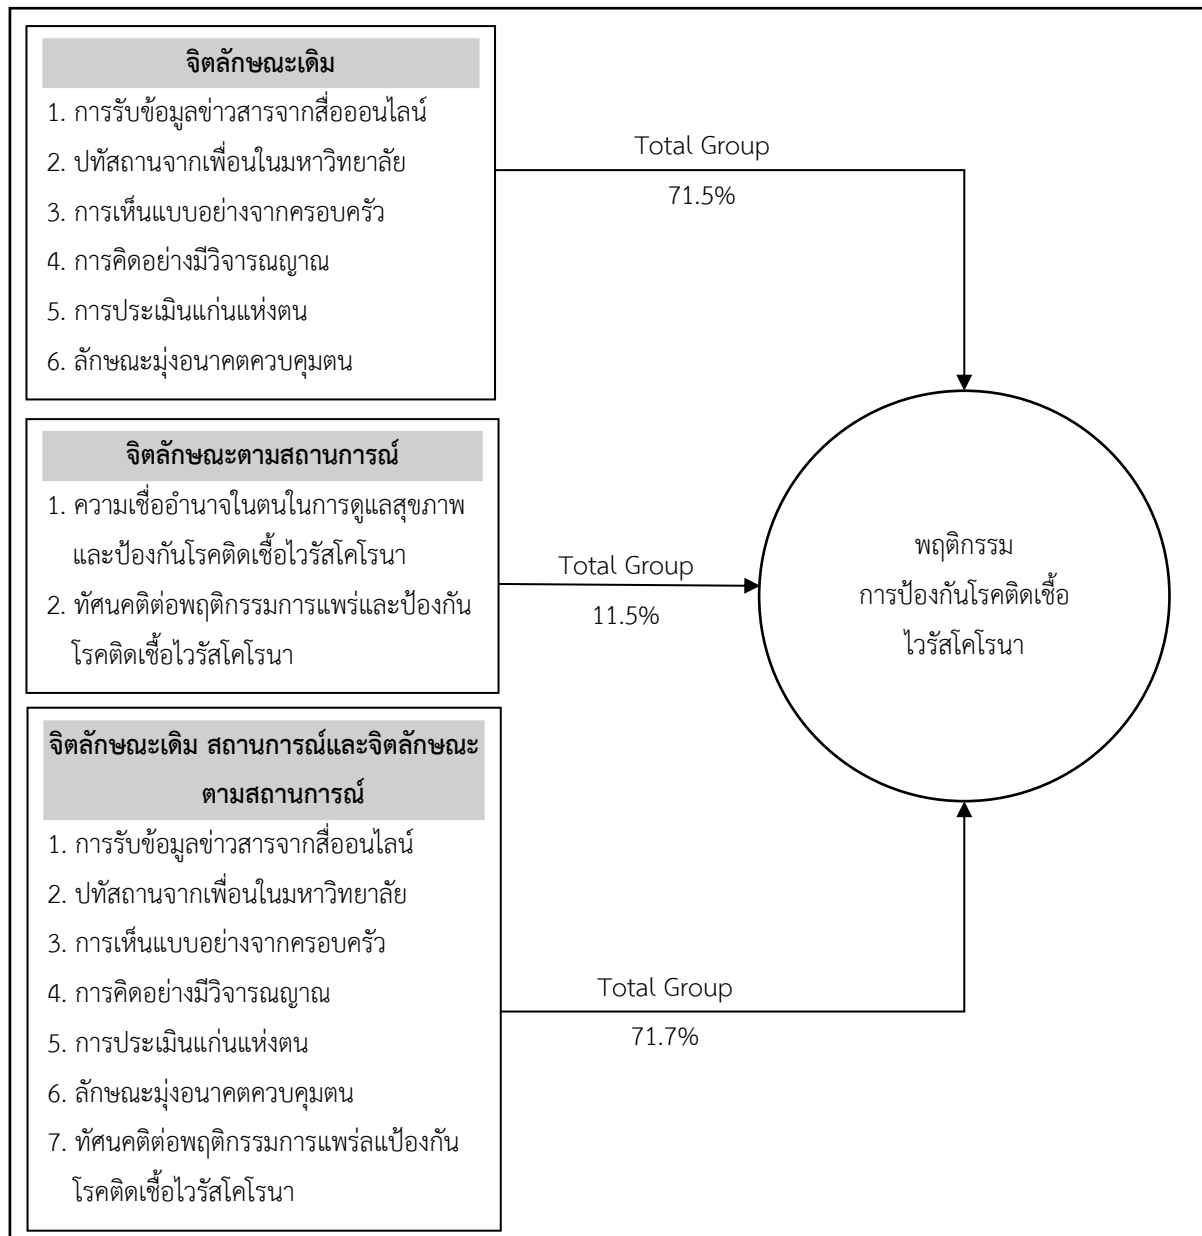 จิตลักษณะเดิม
1. การรับข้อมูลข่าวสารจากสื่อออนไลน์
2. ปทัสถานจากเพื่อนในมหาวิทยาลัย
3. การเห็นแบบอย่างจากครอบครัว
4. การคิดอย่างมีวิจารณญาณ
5. การประเมินแก่นแห่งตน
6. ลักษณะมุ่งอนาคตควบคุมตน
Total Group
71.5%
จิตลักษณะตามสถานการณ์
1. ความเชื่ออำนาจในตนในการดูแลสุขภาพ
และป้องกันโรคติดเชื้อไวรัสโคโรนา
2. ทัศนคติต่อพฤติกรรมการแพร่และป้องกัน
โรคติดเชื้อไวรัสโคโรนา
Total Group
11.5%
พฤติกรรม
การป้องกันโรคติดเชื้อ
ไวรัสโคโรนา
จิตลักษณะเดิม สถานการณ์และจิตลักษณะ
ตามสถานการณ์
1. การรับข้อมูลข่าวสารจากสื่ออนไลน์
2. ปทัสถานจากเพื่อนในมหาวิทยาลัย
3. การเห็นแบบอย่างจากครอบครัว
4. การคิดอย่างมีวิจารณญาณ
5. การประเมินแก่นแห่งตน
6. ลักษณะมุ่งอนาคตควบคุมตน
7. ทัศนคติต่อพฤติกรรมการแพร่ลแป้องกัน
โรคติดเชื้อไวรัสโคโรนา
Total Group
71.7%